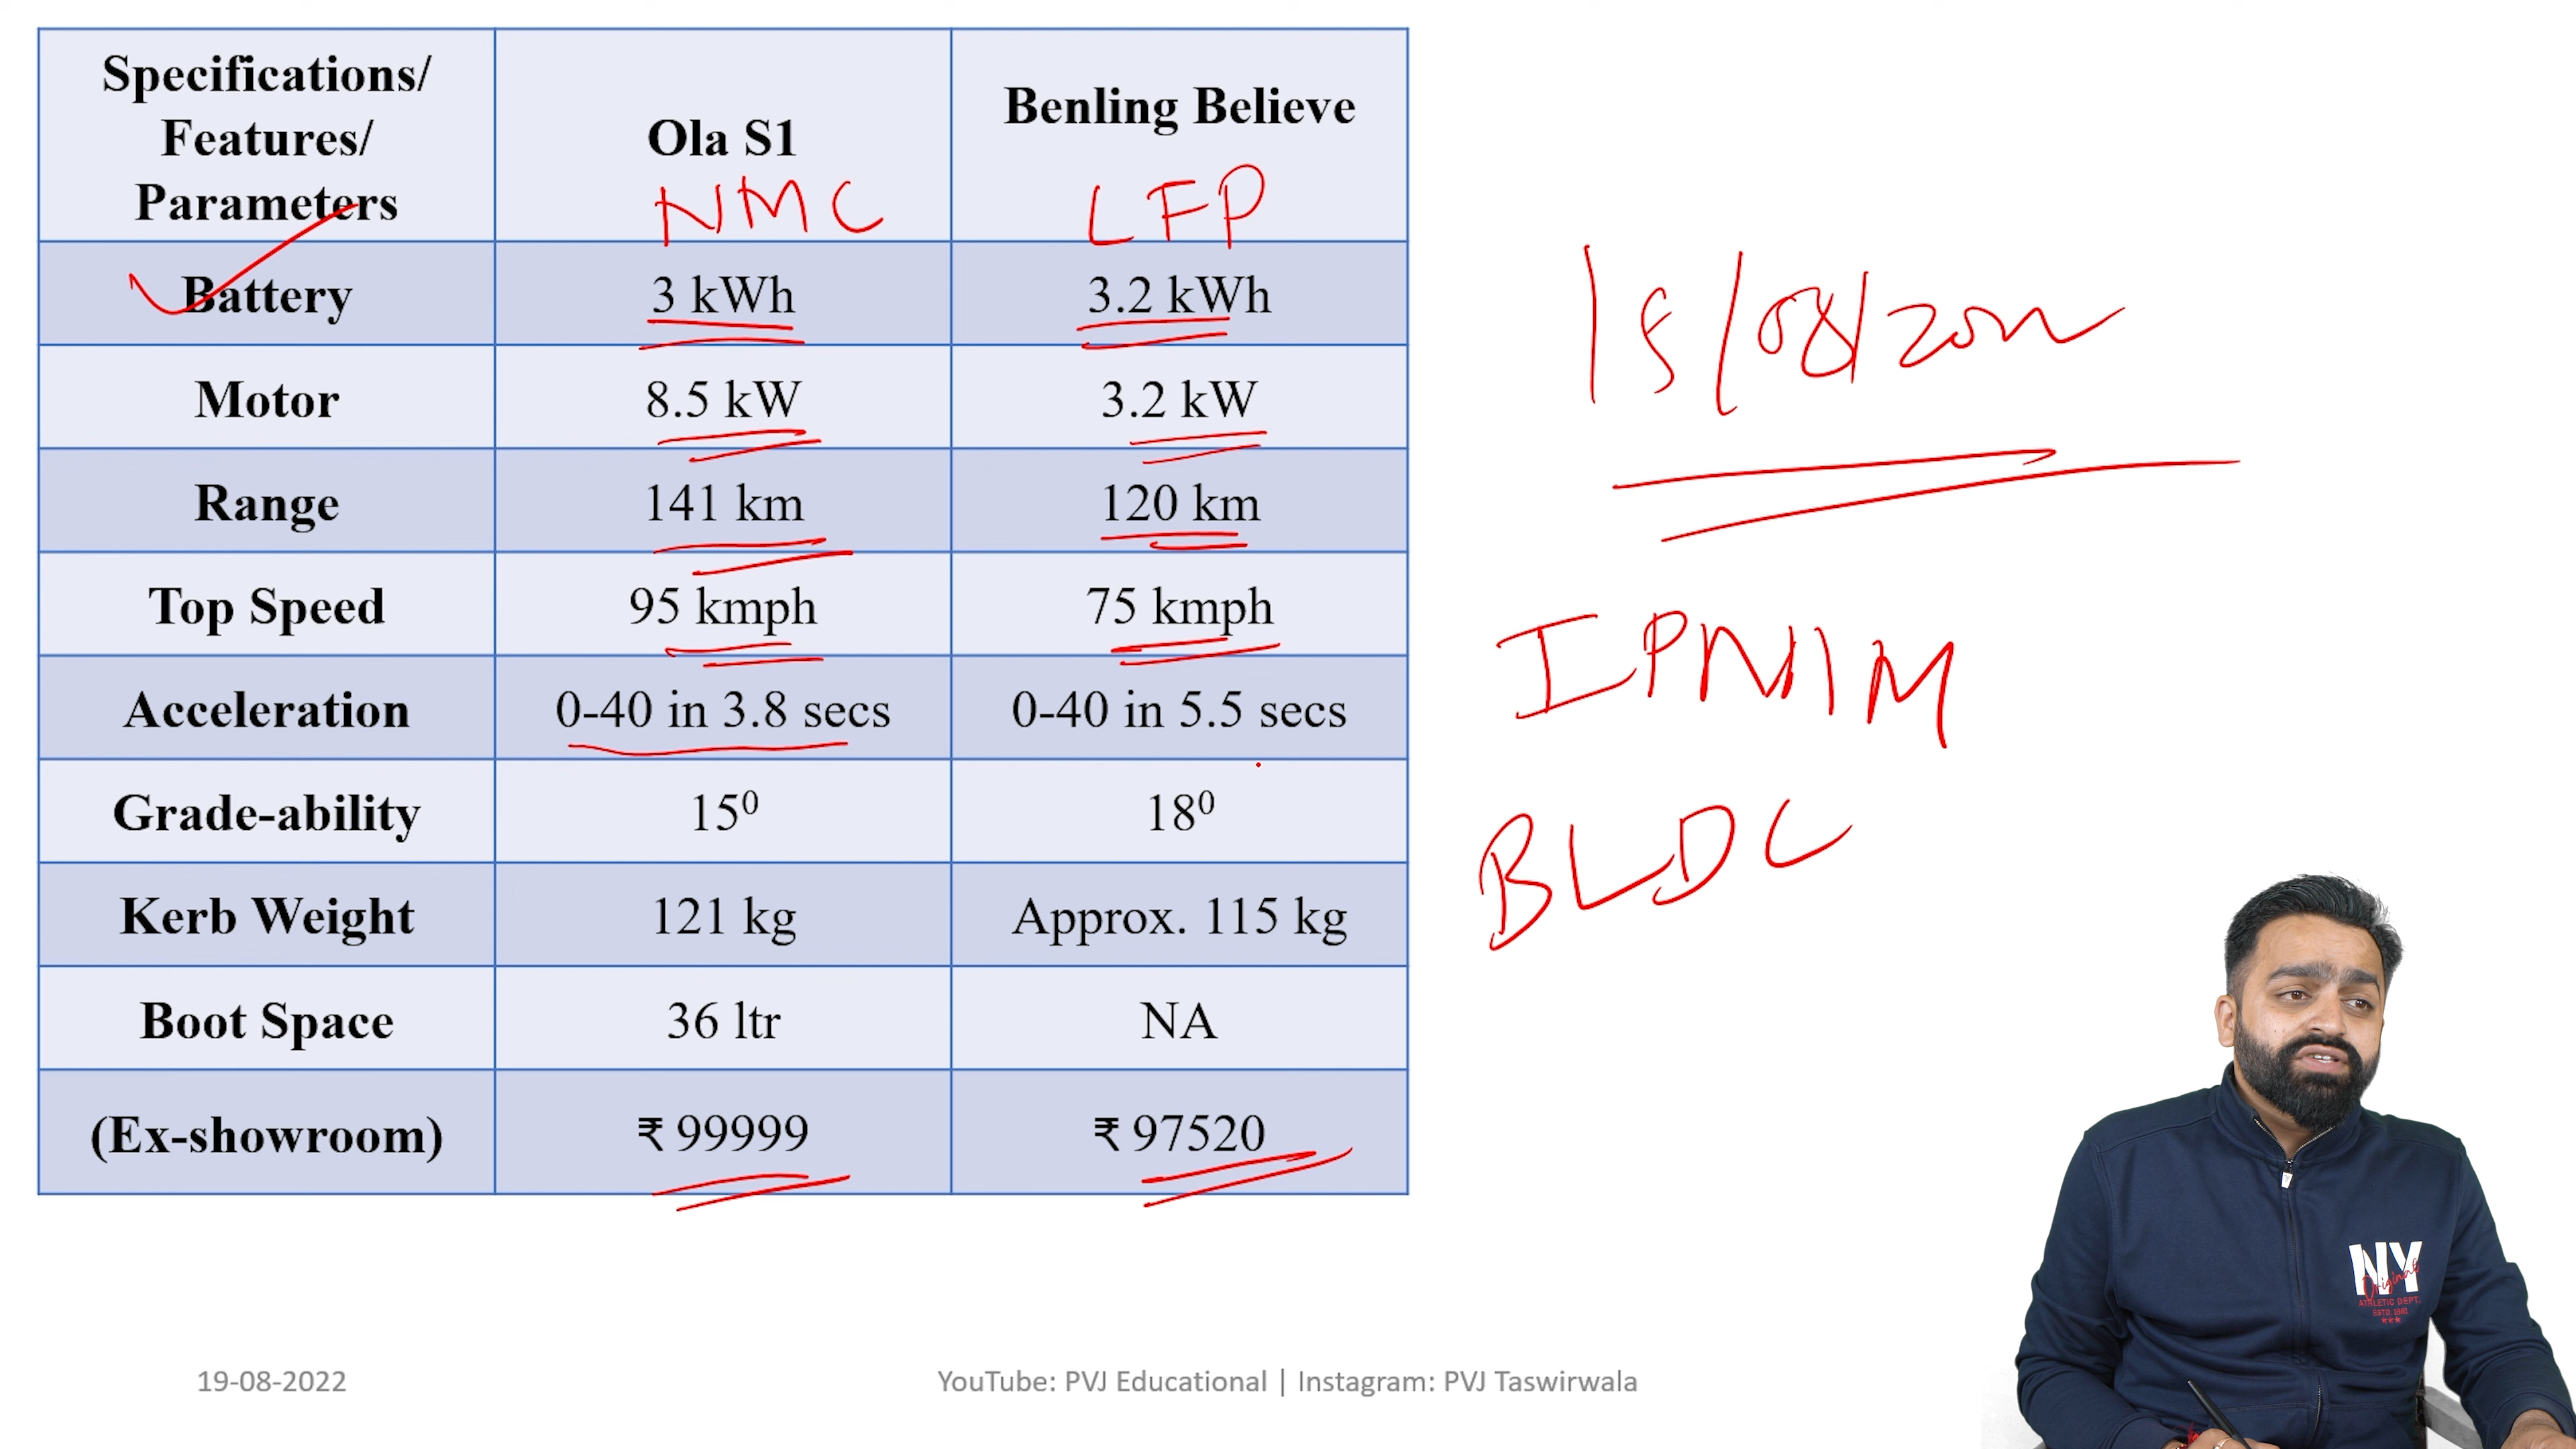 Specifications/
Features/
Parameters
Ola S1
NMC
Benling Believe
LFP
Battery
3 kWh
3.2 kWh
Motor
8.5 kW
3.2 kW
Range
141 km
120 km
Top Speed
95 kmph
75 kmph
Acceleration
0-40 in 3.8 secs
0-40 in 5.5 secs
Grade-ability
15⁰
18⁰
Kerb Weight
121 kg
Approx. 115 kg
Boot Space
36 ltr
NA
(Ex-showroom)
₹ 99999
₹ 97520
BLDC
NY
Original
ATHLETIC DEPT.
19-08-2022
YouTube: PVJ Educational | Instagram: PVJ Taswirwala